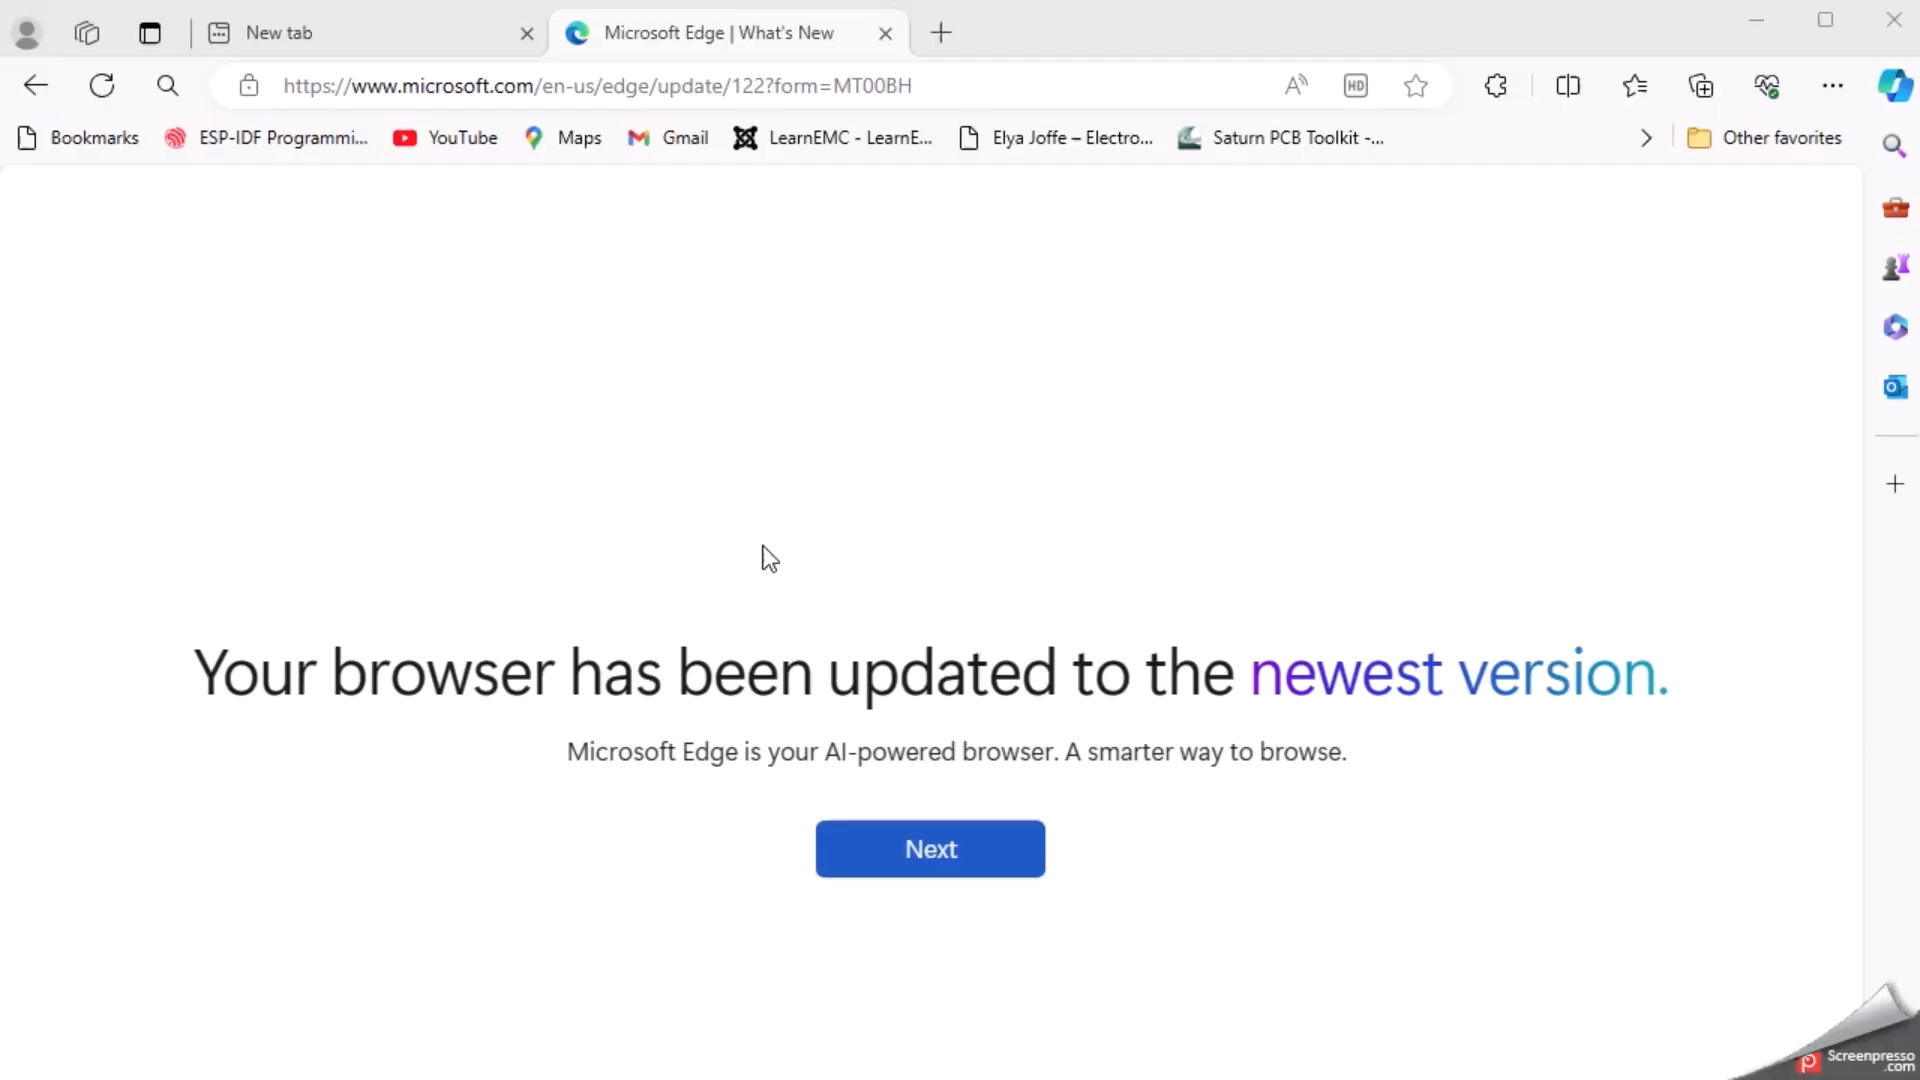 New tab
Microsoft Edge | What's New
https://www.microsoft.com/en-us/edge/update/122?form=MT00BH
HD
Bookmarks
ESP-IDF Programmi...
YouTube
Maps
Gmail
LearnEMC - LearnE...
Elya Joffe – Electro...
Saturn PCB Toolkit -...
Other favorites
Your browser has been updated to the newest version.
Microsoft Edge is your AI-powered browser. A smarter way to browse.
Next
Screenpresso
.com